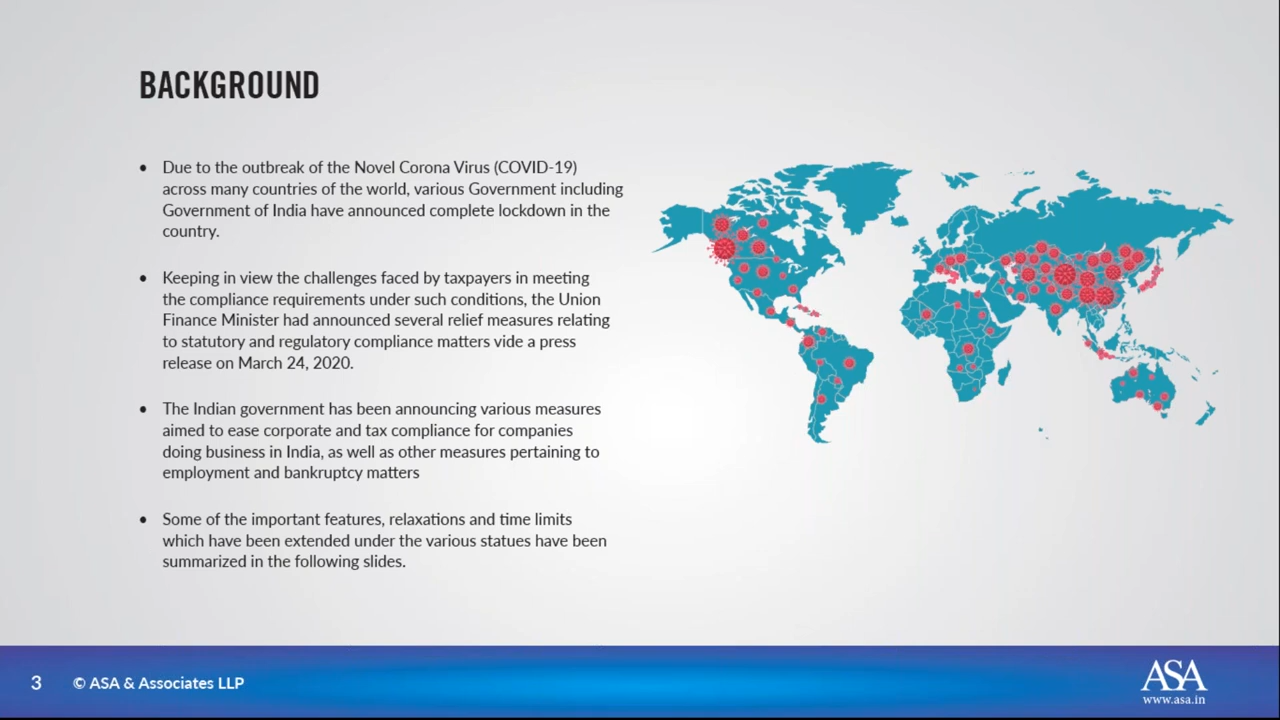 BACKGROUND
• Due to the outbreak of the Novel Corona Virus (COVID-19)
across many countries of the world, various Government including
Government of India have announced complete lockdown in the
country.
• Keeping in view the challenges faced by taxpayers in meeting
the compliance requirements under such conditions, the Union
Finance Minister had announced several relief measures relating
to statutory and regulatory compliance matters vide a press
release on March 24, 2020.
• The Indian government has been announcing various measures
aimed to ease corporate and tax compliance for companies
doing business in India, as well as other measures pertaining to
employment and bankruptcy matters
• Some of the important features, relaxations and time limits
which have been extended under the various statues have been
summarized in the following slides.
3 © ASA & Associates LLP
ASA
www.asa.in